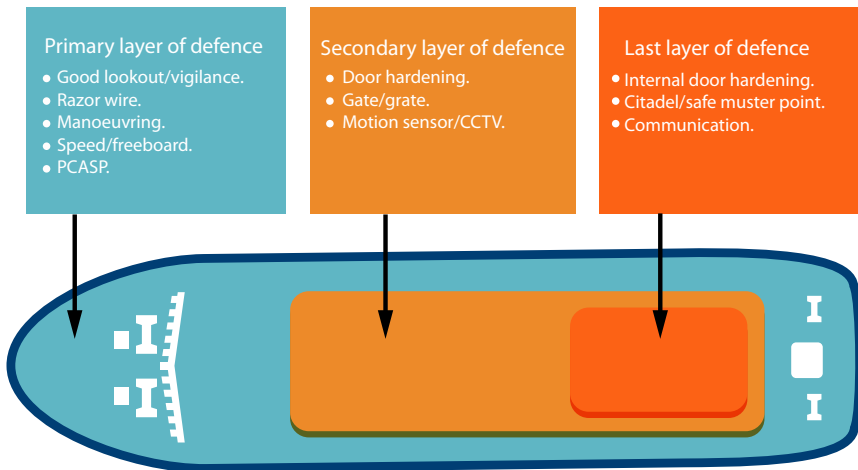 Primary layer of defence
• Good lookout/vigilance.
• Razor wire.
• Manoeuvring.
• Speed/freeboard.
• PCASP.
Secondary layer of defence
• Door hardening.
• Gate/grate.
• Motion sensor/CCTV.
Last layer of defence
• Internal door hardening.
• Citadel/safe muster point.
• Communication.